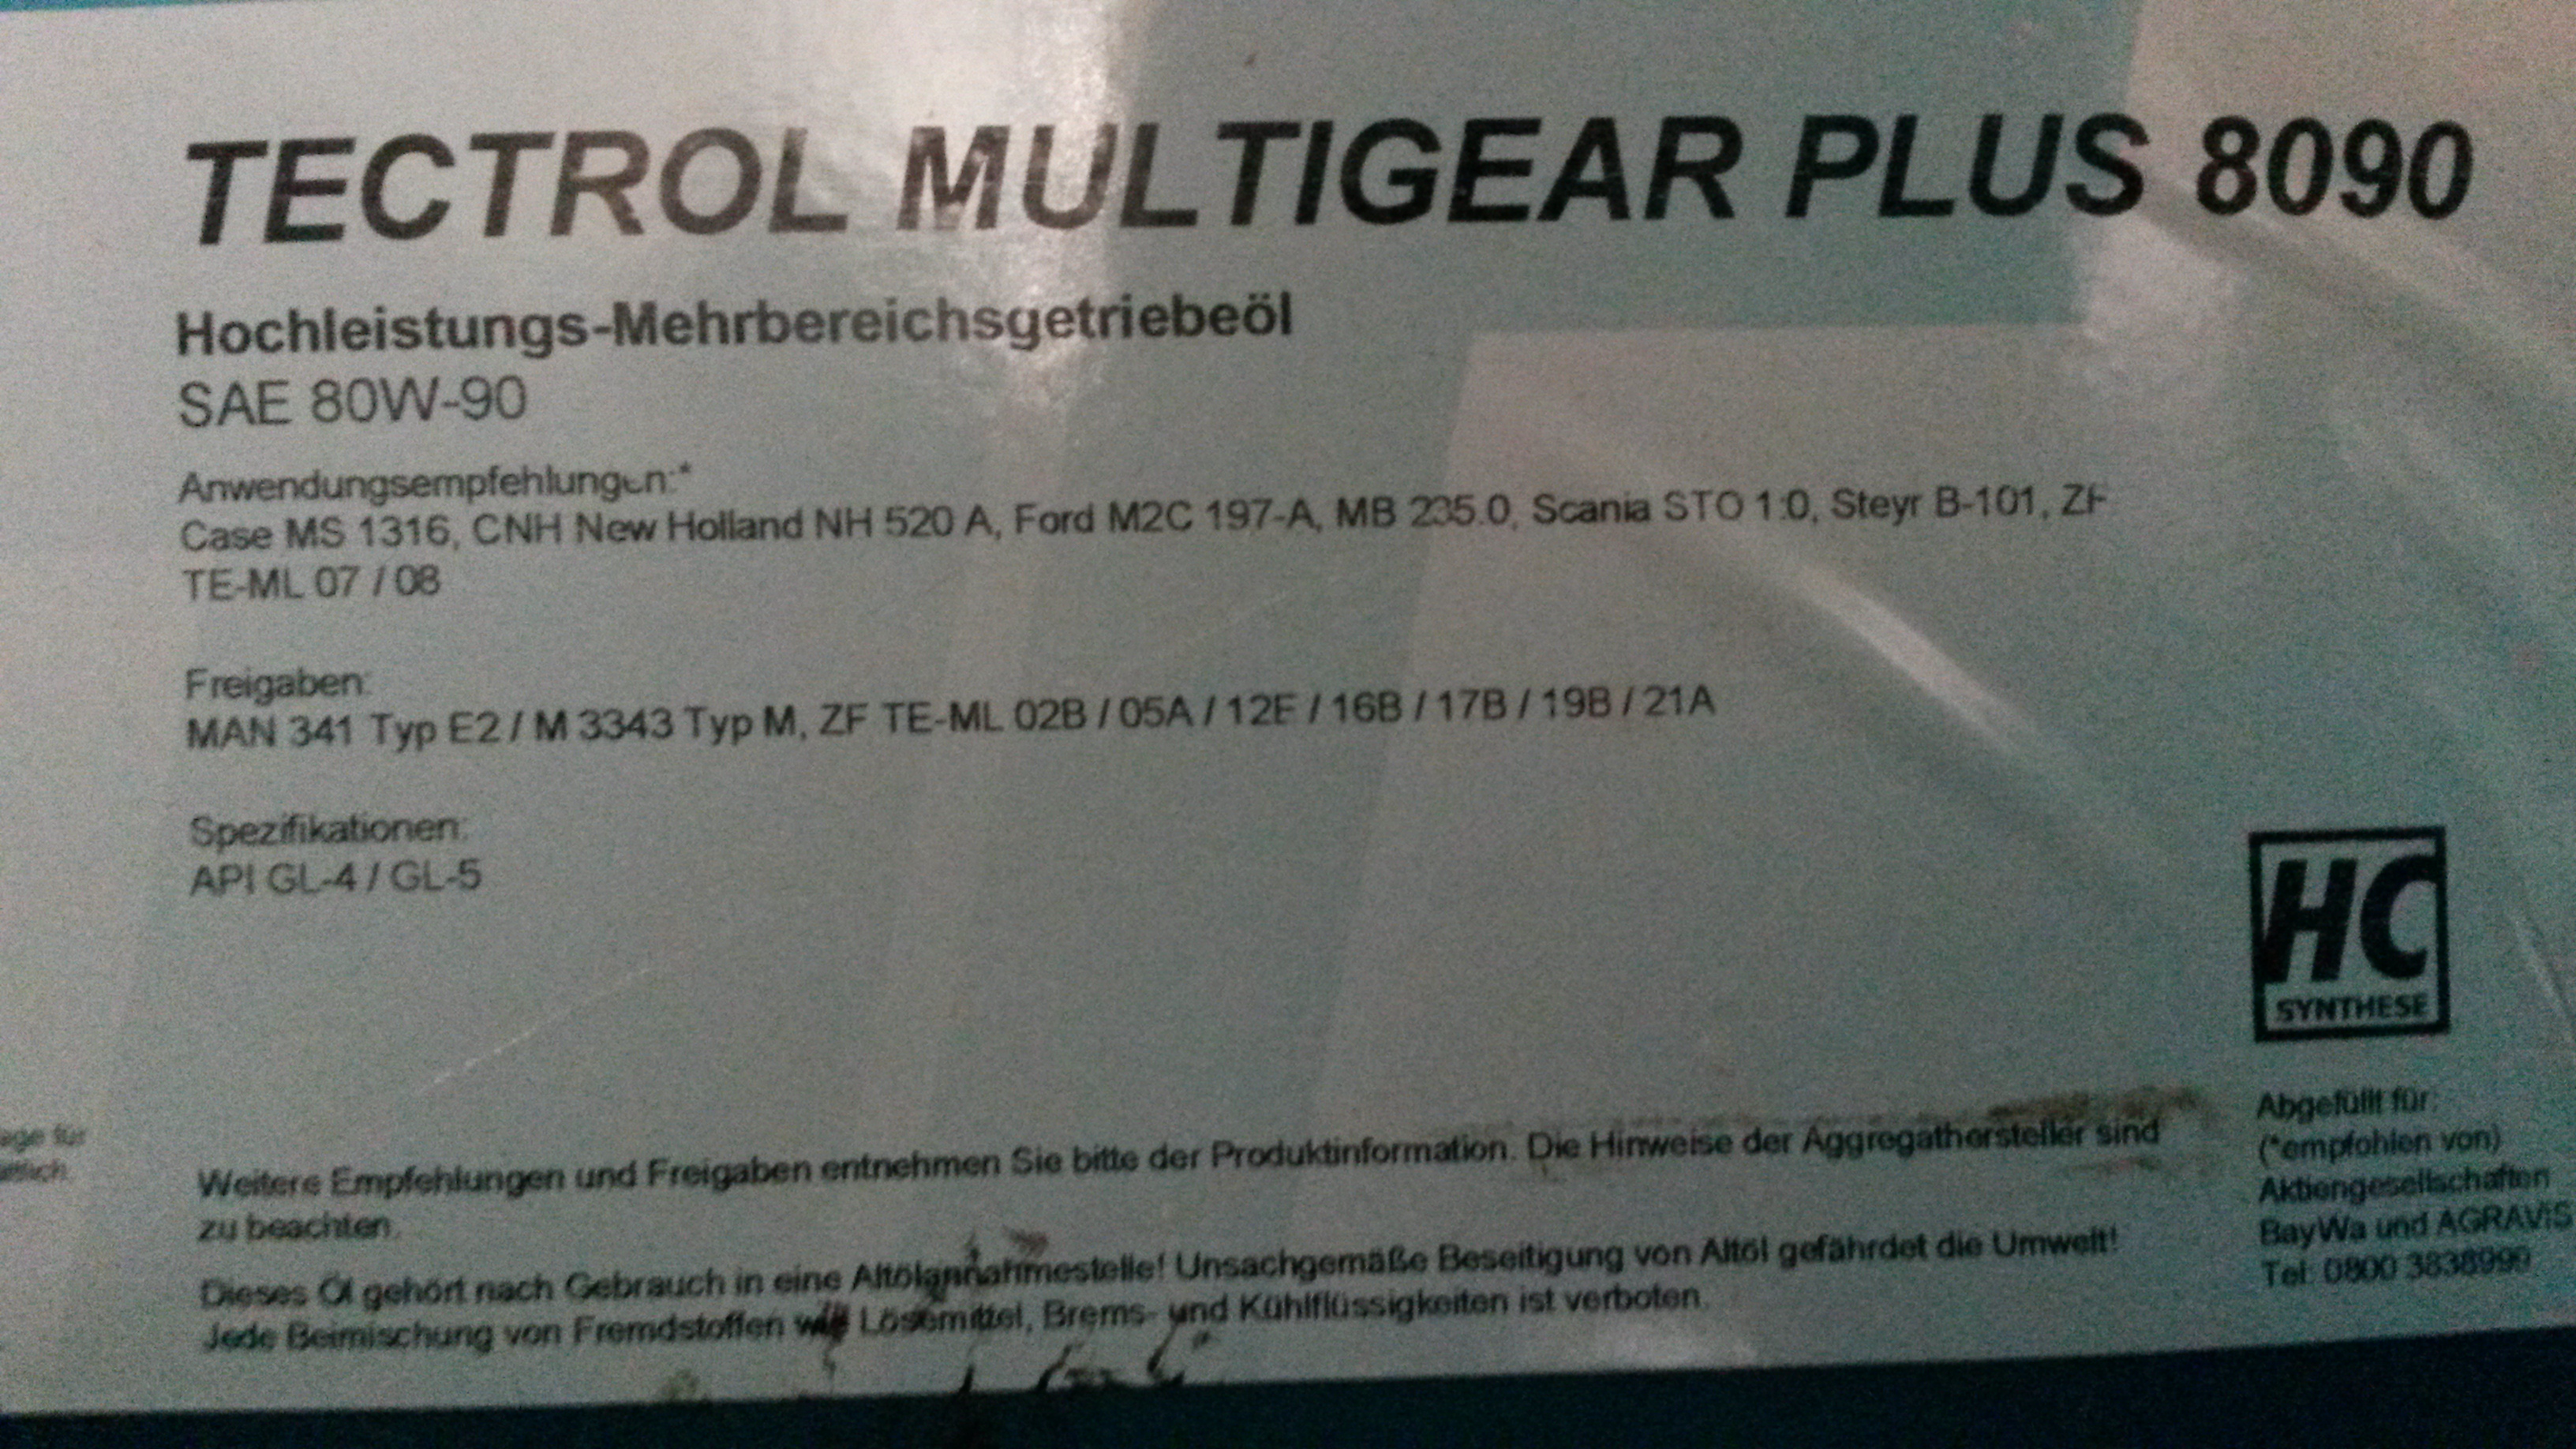 TECTROL MULTIGEAR PLUS 8090
Hochleistungs-Mehrbereichsgetriebeöl
SAE 80W-90
Anwendungsempfehlungen:*
Case MS 1316, CNH New Holland NH 520 A, Ford M2C 197-A, MB 235.0, Scania STO 1:0, Steyr B-101, ZF
TE-ML 07 / 08
Freigaben:
MAN 341 Typ E2 / M 3343 Typ M, ZF TE-ML 02B / 05A / 12E / 16B / 17B / 19B / 21A
Spezifikationen:
API GL-4 / GL-5
HC
SYNTHESE
für
Weitere Empfehlungen und Freigaben entnehmen Sie bitte der Produktinformation. Die Hinweise der Aggregathersteller sind
zu beachten.
Dieses Öl gehört nach Gebrauch in eine Altölannahmestelle! Unsachgemäße Beseitigung von Altöl gefährdet die Umwelt!
Jede Beimischung von Fremdstoffen wie Lösemittel, Brems- und Kühlflüssigkeiten ist verboten.
Abgefüllt für:
(*empfohlen von)
Aktiengesellschaften
BayWa und AGRAVIS
Tel: 0800 3838999